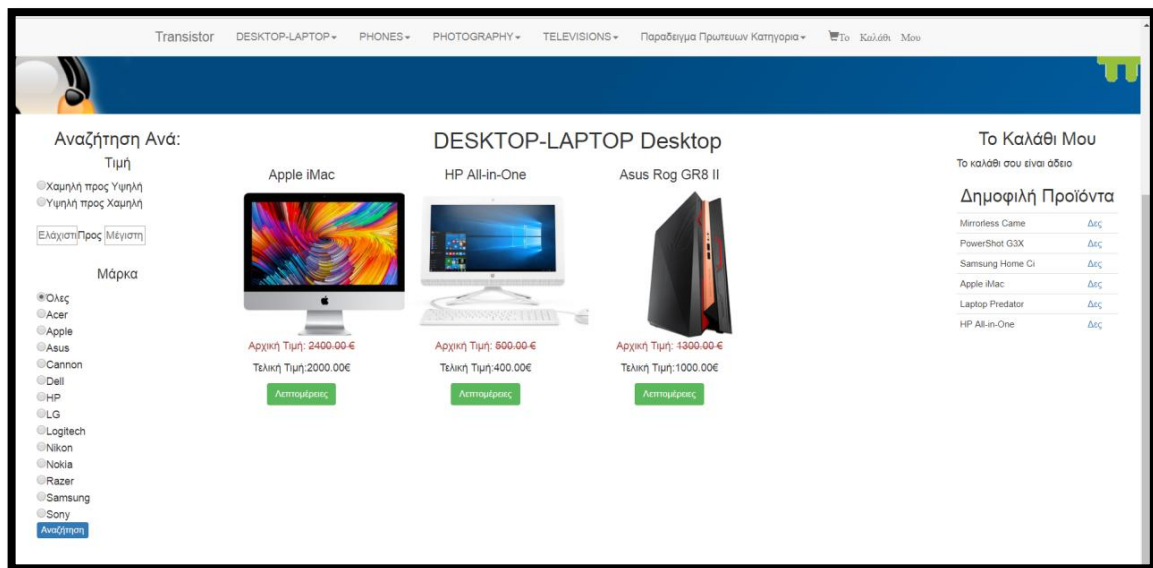 Transistor DESKTOP-LAPTOP PHONES PHOTOGRAPHY TELEVISIONS Παραδειγμα Πρωτευων Κατηγορια Το Καλάθι Μου
Αναζήτηση Ανά:
Τιμή
Χαμηλή προς Υψηλή
Υψηλή προς Χαμηλή
Ελάχιστ Προς Μέγιστη
Μάρκα
Όλες
Acer
Apple
Asus
Cannon
Dell
HP
LG
Logitech
Nikon
Nokia
Razer
Samsung
Sony
Αναζήτηση
DESKTOP-LAPTOP Desktop
Apple iMac
Αρχική Τιμή: 2400.00 €
Τελική Τιμή:2000.00€
Λεπτομέρειες
HP All-in-One
Αρχική Τιμή: 500.00 €
Τελική Τιμή:400.00€
Λεπτομέρειες
Asus Rog GR8 II
Αρχική Τιμή: 1300.00 €
Τελική Τιμή:1000.00€
Λεπτομέρειες
Το Καλάθι Μου
Το καλάθι σου είναι άδειο
Δημοφιλή Προϊόντα
Mirrorless Came Δες
PowerShot G3X Δες
Samsung Home Ci Δες
Apple iMac Δες
Laptop Predator Δες
HP All-in-One Δες